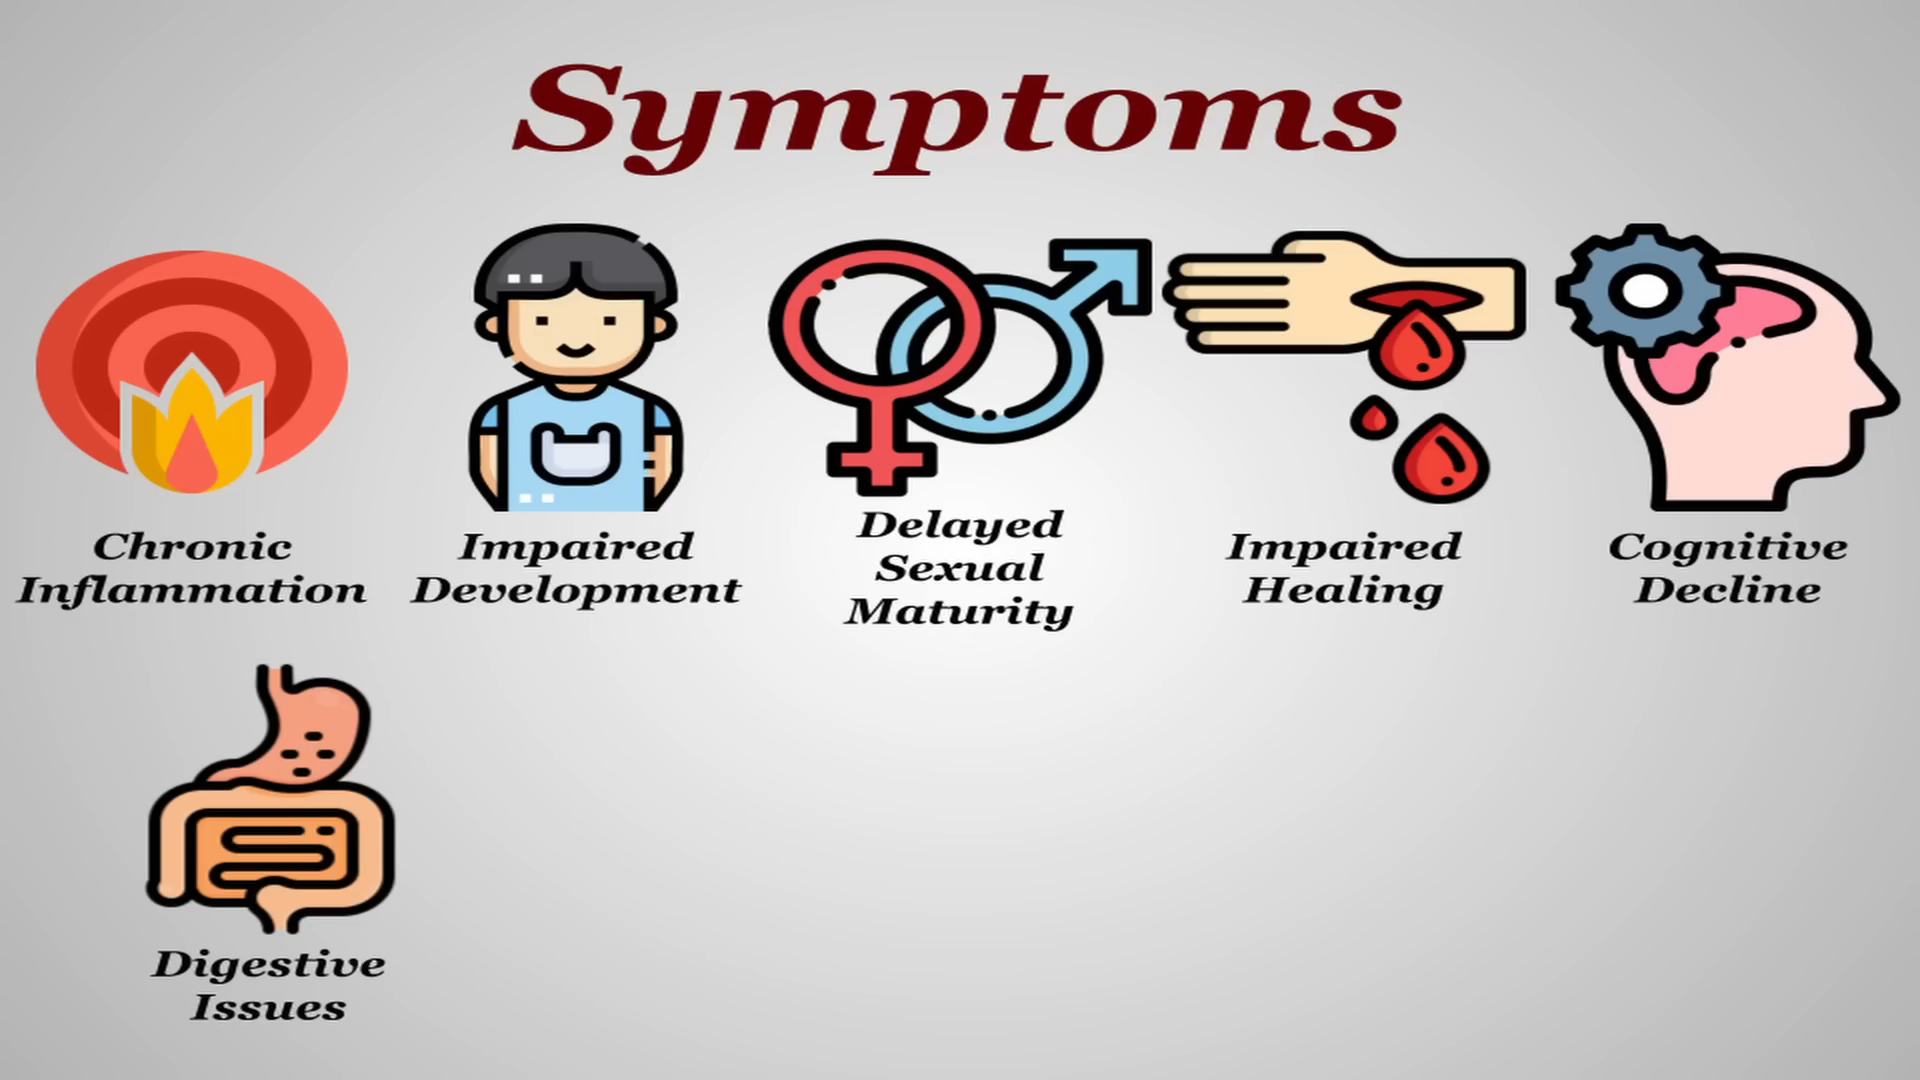 Symptoms
Chronic
Inflammation
Impaired
Development
Delayed
Sexual
Maturity
Impaired
Healing
Cognitive
Decline
Digestive
Issues